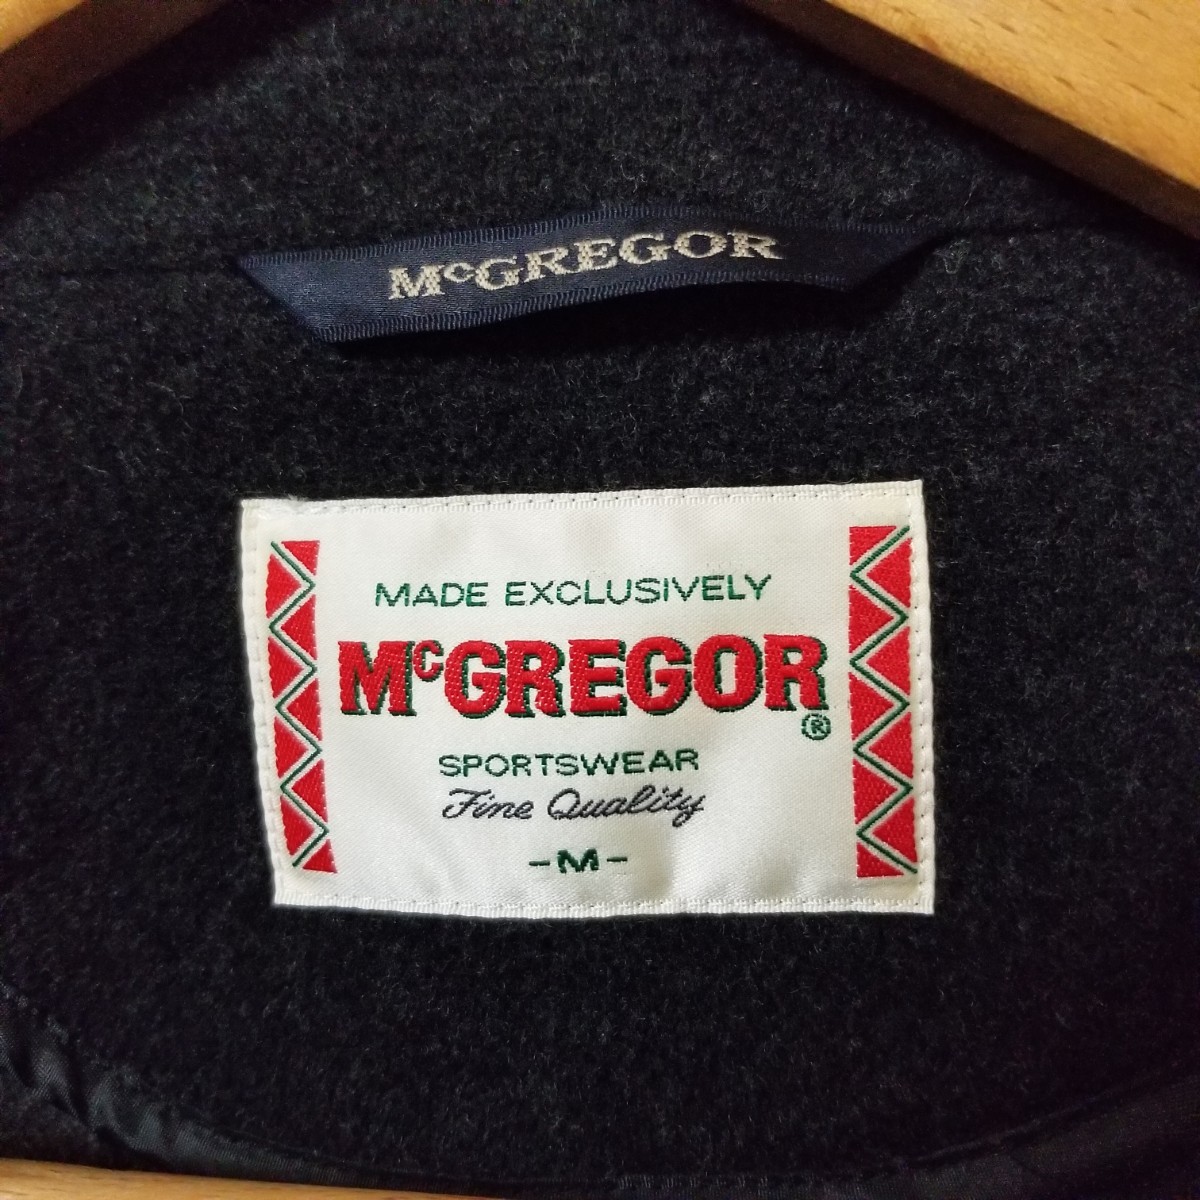 McGREGOR
MADE EXCLUSIVELY
McGREGOR®
SPORTSWEAR
Fine Quality
-M-